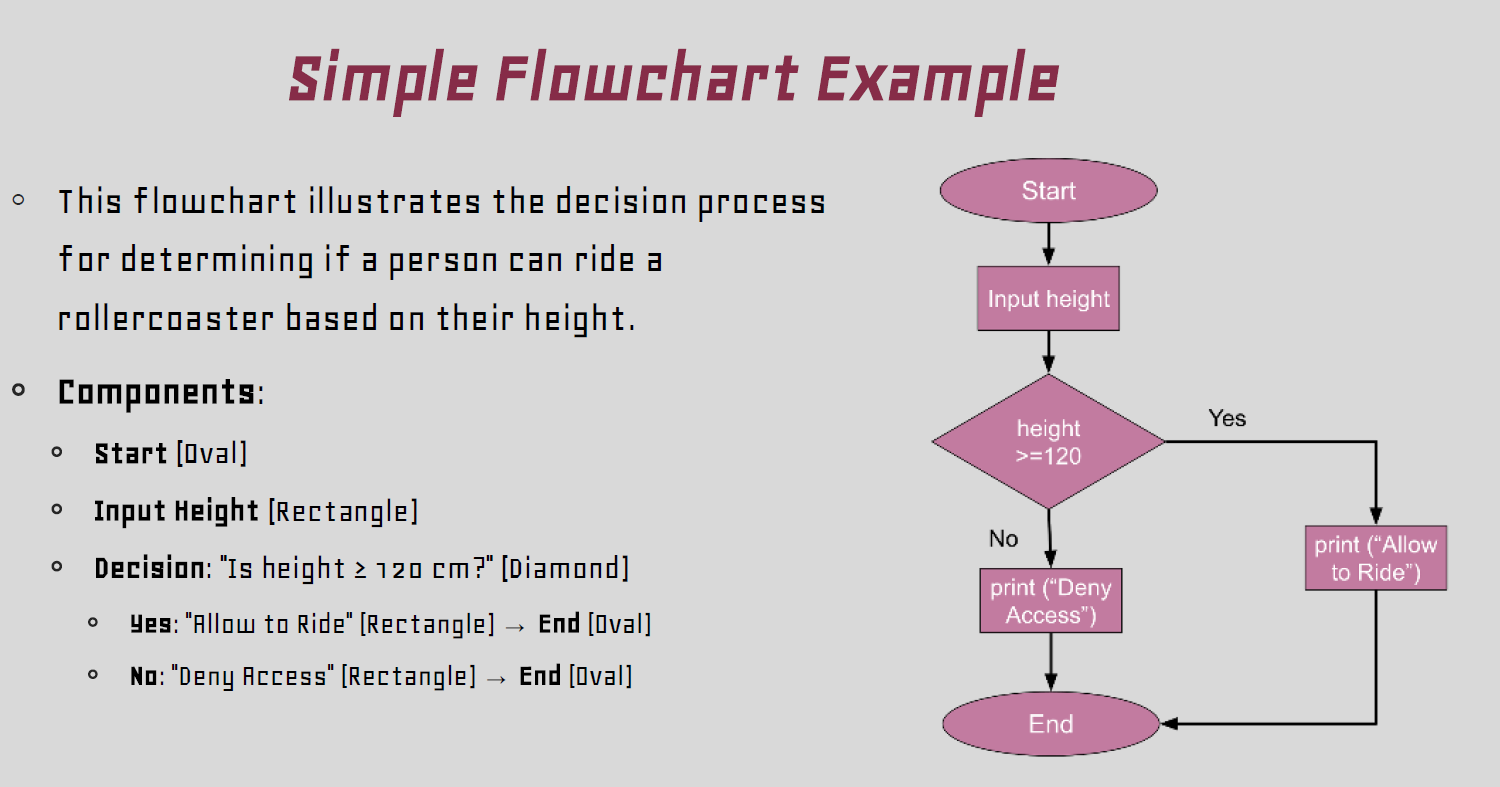 Simple Flowchart Example
This flowchart illustrates the decision process
for determining if a person can ride a
rollercoaster based on their height.
Components:
Start [Oval]
Input Height [Rectangle]
Decision: "Is height ≥ 120 cm?" [Diamond]
Yes: "Allow to Ride" [Rectangle] → End [Oval]
No: "Deny Access" [Rectangle] → End [Oval]
Start
Input height
height
>=120
Yes
No
print (“Allow
to Ride”)
print (“Deny
Access”)
End